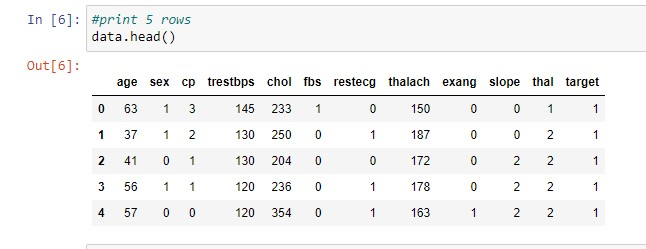 In [6]: #print 5 rows
data.head()
Out[6]:
age sex cp trestbps chol fbs restecg thalach exang slope thal target
0 63 1 3 145 233 1 0 150 0 0 1 1
1 37 1 2 130 250 0 1 187 0 0 2 1
2 41 0 1 130 204 0 0 172 0 2 2 1
3 56 1 1 120 236 0 1 178 0 2 2 1
4 57 0 0 120 354 0 1 163 1 2 2 1